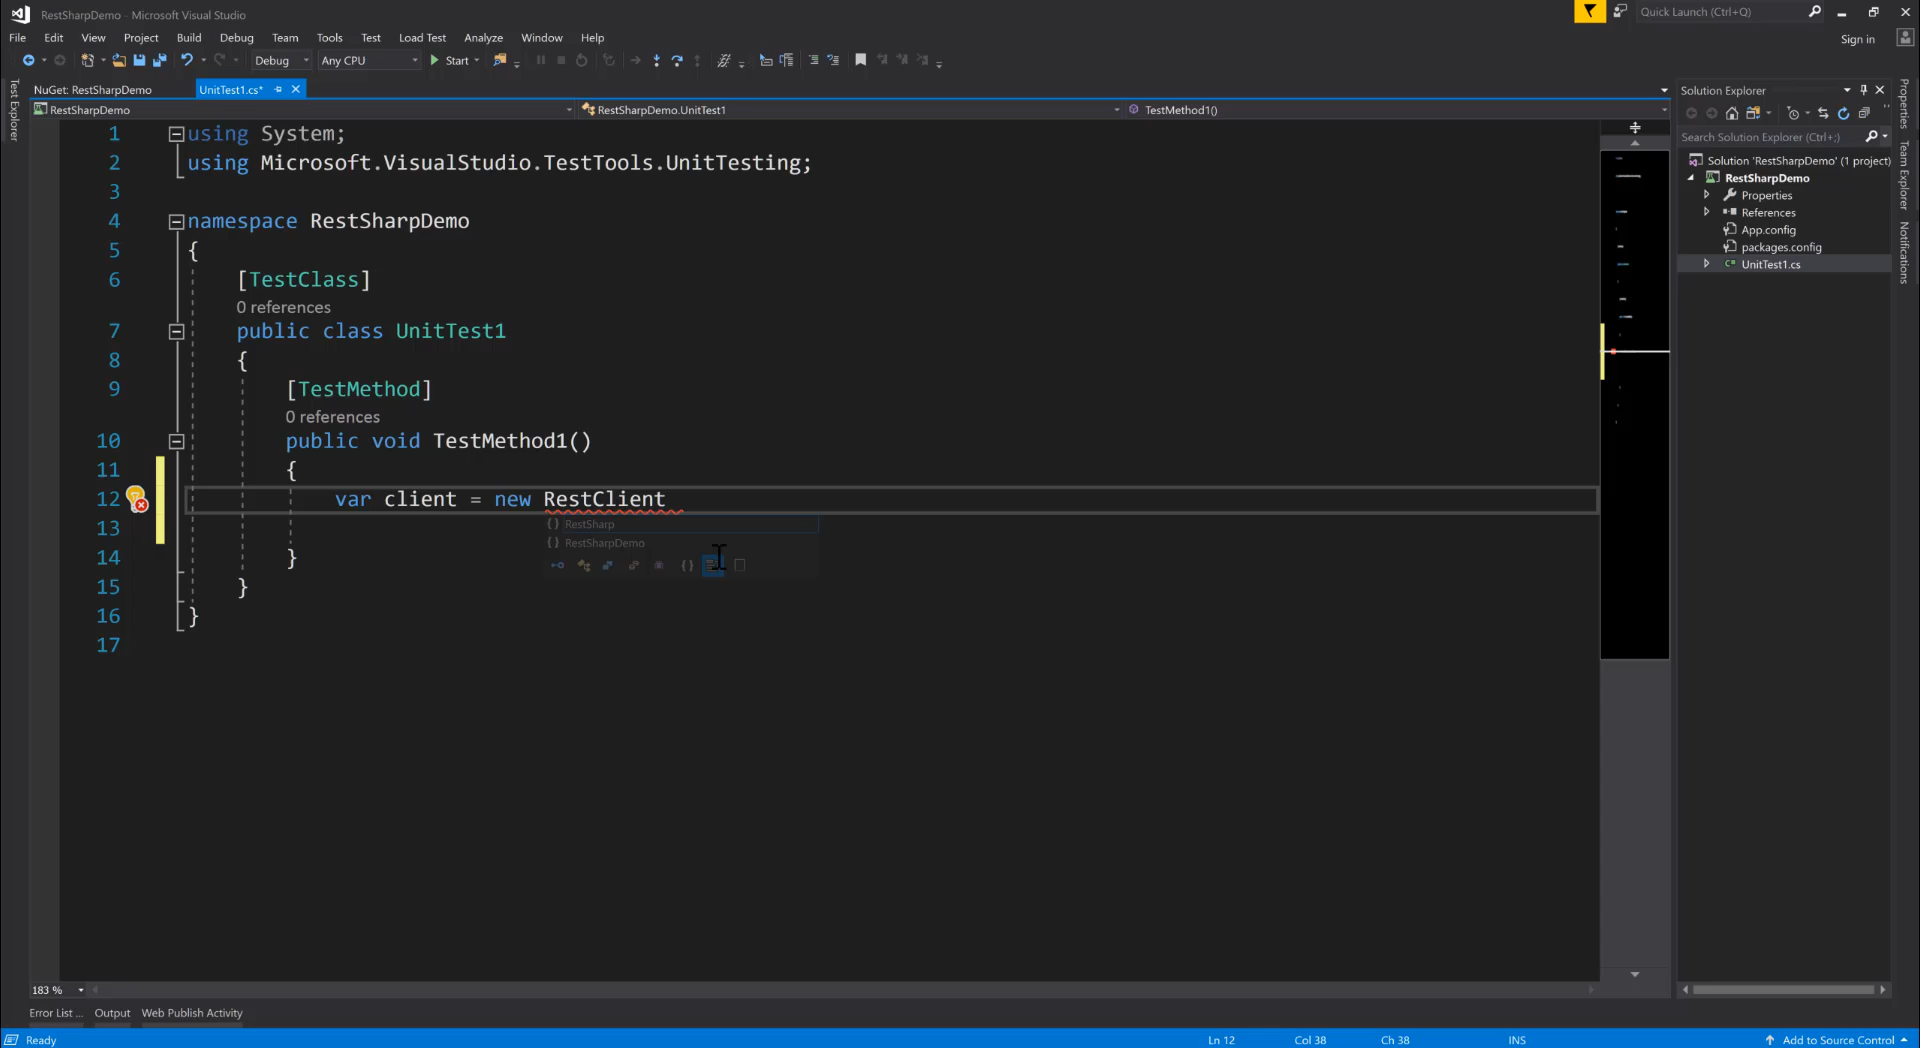 RestSharpDemo - Microsoft Visual Studio
Quick Launch (Ctrl+Q)
File Edit View Project Build Debug Team Tools Test Load Test Analyze Window Help
Sign in
Debug Any CPU Start
Test Explorer
NuGet: RestSharpDemo UnitTest1.cs*
RestSharpDemo RestSharpDemo.UnitTest1 TestMethod1()
1 using System;
2 using Microsoft.VisualStudio.TestTools.UnitTesting;
3
4 namespace RestSharpDemo
5 {
6 [TestClass]
0 references
7 public class UnitTest1
8 {
9 [TestMethod]
0 references
10 public void TestMethod1()
11 {
12 var client = new RestClient
{} RestSharp
13
{} RestSharpDemo
14 }
15 }
16 }
17
Solution Explorer
Search Solution Explorer (Ctrl+;)
Solution 'RestSharpDemo' (1 project)
RestSharpDemo
Properties
References
App.config
packages.config
UnitTest1.cs
Properties
Team Explorer
Notifications
183 %
Error List ... Output Web Publish Activity
Ready Ln 12 Col 38 Ch 38 INS Add to Source Control